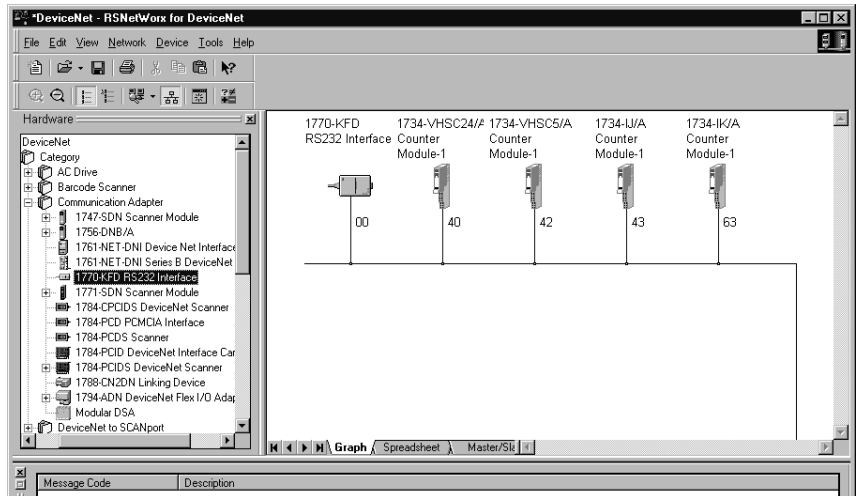 *DeviceNet - RSNetWorx for DeviceNet
File Edit View Network Device Tools Help
Hardware
DeviceNet
Category
AC Drive
Barcode Scanner
Communication Adapter
1747-SDN Scanner Module
1756-DNB/A
1761-NET-DNI Device Net Interface
1761-NET-DNI Series B DeviceNet
1770-KFD RS232 Interface
1771-SDN Scanner Module
1784-CPCIDS DeviceNet Scanner
1784-PCD PCMCIA Interface
1784-PCDS Scanner
1784-PCID DeviceNet Interface Car
1784-PCIDS DeviceNet Scanner
1788-CN2DN Linking Device
1794-ADN DeviceNet Flex I/O Adap
Modular DSA
DeviceNet to SCANport
1770-KFD
RS232 Interface
1734-VHSC24/A
Counter
Module-1
1734-VHSC5/A
Counter
Module-1
1734-IJ/A
Counter
Module-1
1734-IK/A
Counter
Module-1
00 40 42 43 63
Graph Spreadsheet Master/Sla
Message Code Description